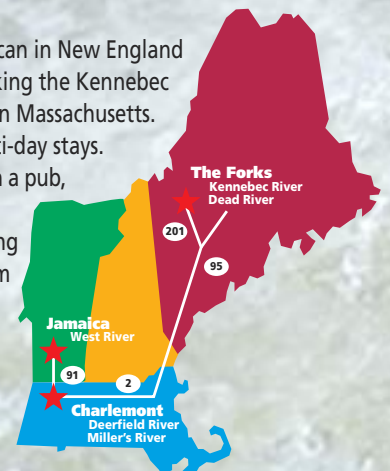 can in New England
king the Kennebec
n Massachusetts.
ti-day stays.
n a pub,
ng
m
The Forks
Kennebec River
Dead River
201
95
Jamaica
West River
91
2
Charlemont
Deerfield River
Miller's River